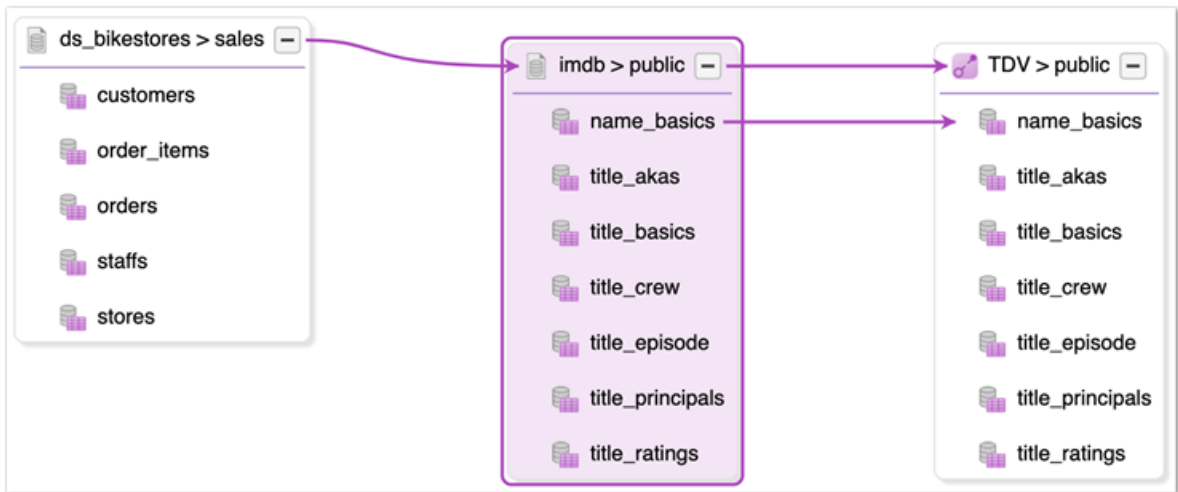 ds_bikestores > sales
customers
order_items
orders
staffs
stores
imdb > public
name_basics
title_akas
title_basics
title_crew
title_episode
title_principals
title_ratings
TDV > public
name_basics
title_akas
title_basics
title_crew
title_episode
title_principals
title_ratings